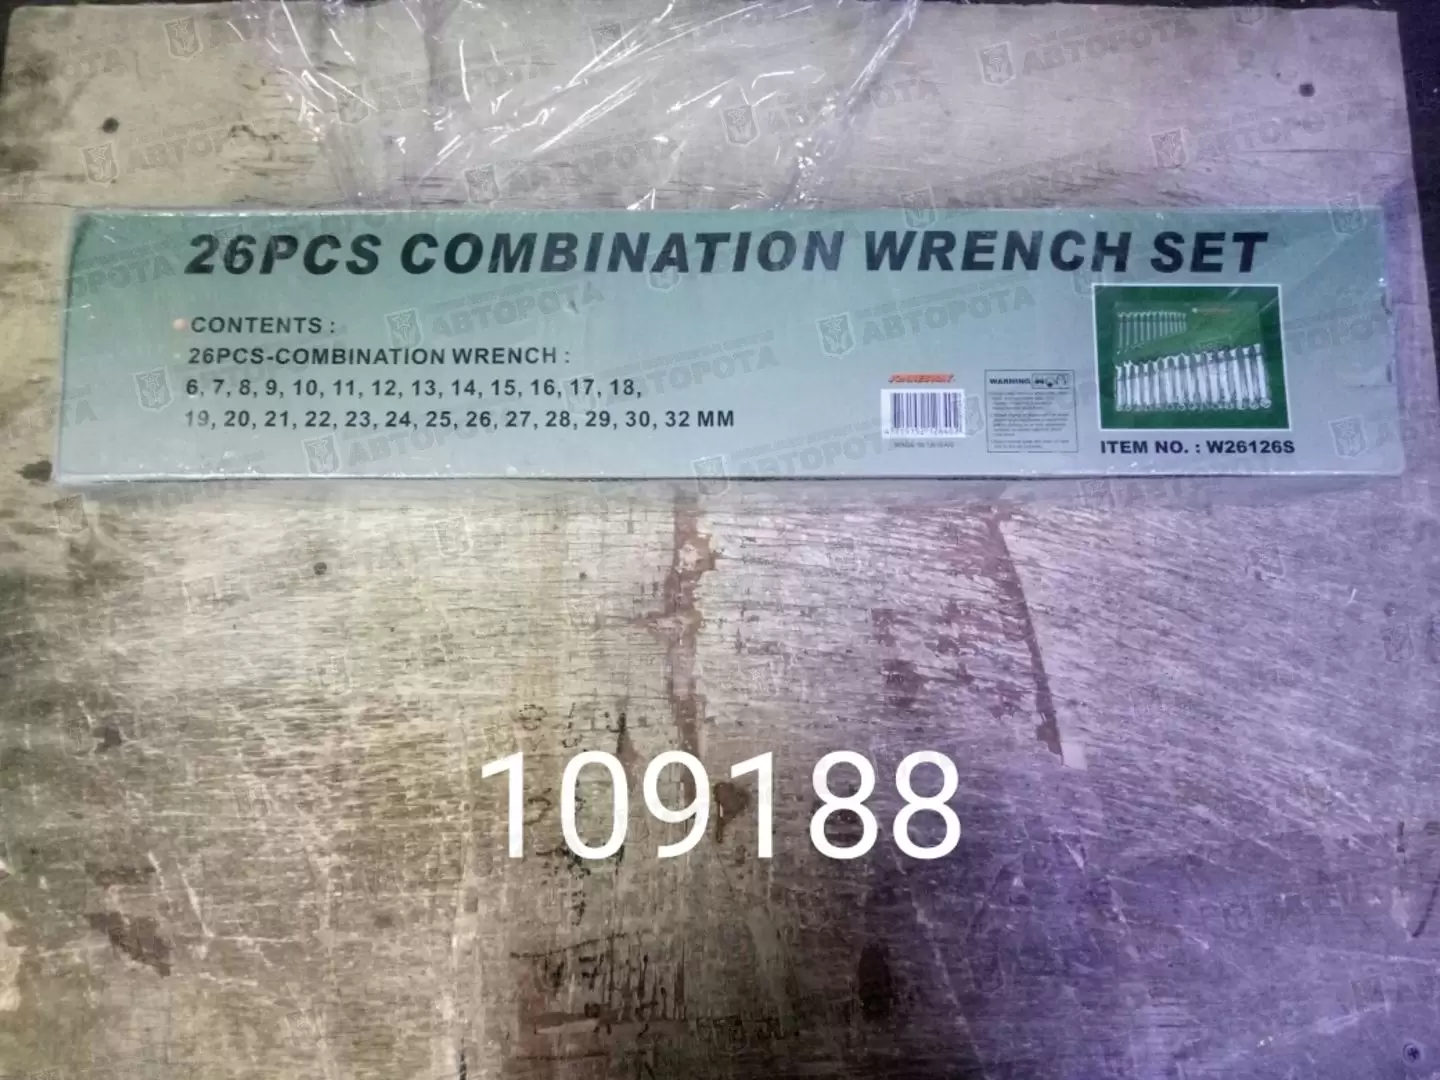 26PCS COMBINATION WRENCH SET
CONTENTS :
26PCS-COMBINATION WRENCH :
6, 7, 8, 9, 10, 11, 12, 13, 14, 15, 16, 17, 18,
19, 20, 21, 22, 23, 24, 25, 26, 27, 28, 29, 30, 32 MM
WARNING
ITEM NO. : W26126S
109188
АВТОРОТА